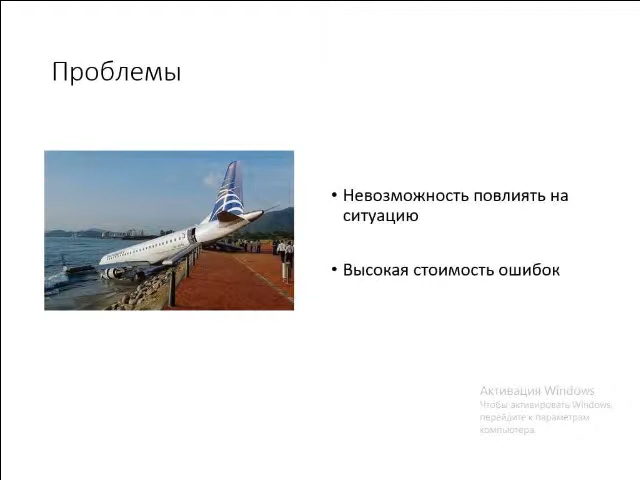 Проблемы
• Невозможность повлиять на
ситуацию
• Высокая стоимость ошибок
Активация Windows
Чтобы активировать Windows,
перейдите к параметрам
компьютера.